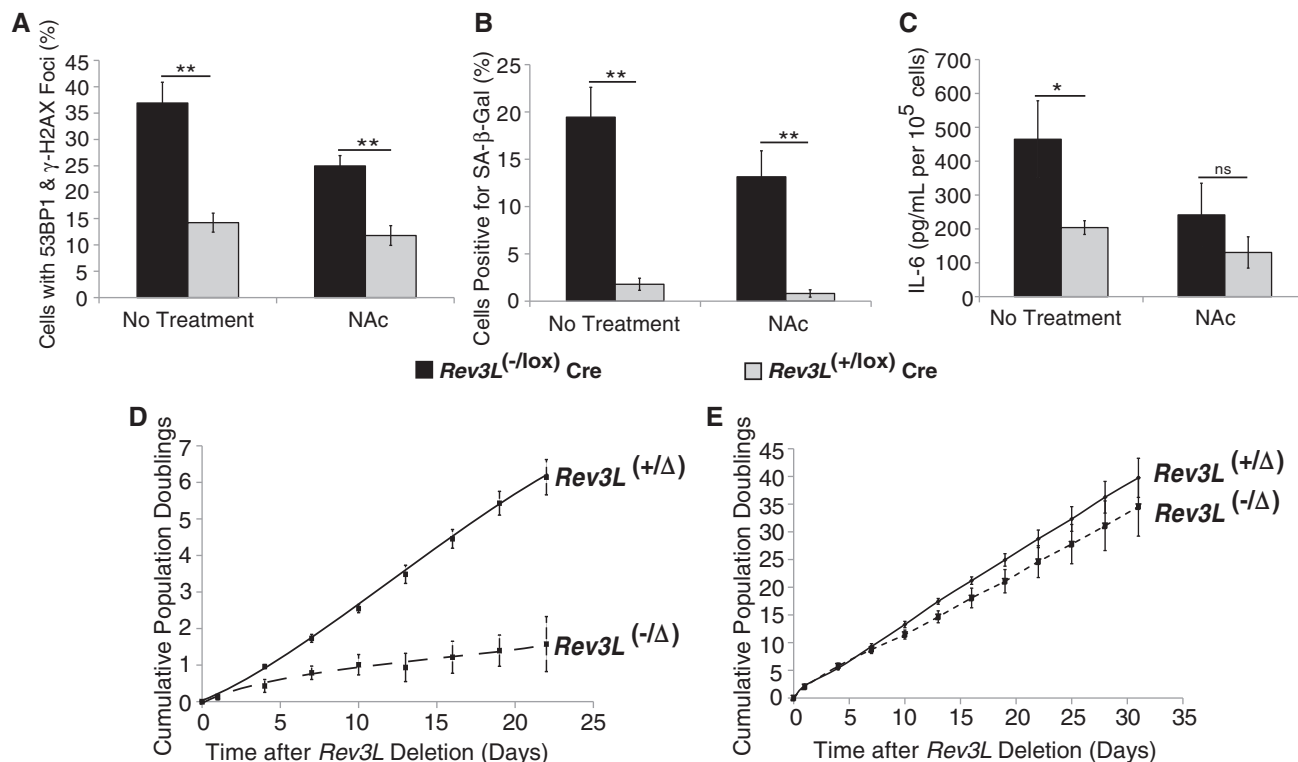 A
Cells with 53BP1 & γ-H2AX Foci (%)
45
40
35
30
25
20
15
10
5
0
**
**
No Treatment
NAc
B
Cells Positive for SA-β-Gal (%)
25
20
15
10
5
0
**
**
No Treatment
NAc
C
IL-6 (pg/mL per 10^5 cells)
700
600
500
400
300
200
100
0
*
ns
No Treatment
NAc
Rev3L(-/lox) Cre
Rev3L(+/lox) Cre
D
Cumulative Population Doublings
7
6
5
4
3
2
1
0
Rev3L (+/Δ)
Rev3L (-/Δ)
0 5 10 15 20 25
Time after Rev3L Deletion (Days)
E
Cumulative Population Doublings
45
40
35
30
25
20
15
10
5
0
Rev3L (+/Δ)
Rev3L (-/Δ)
0 5 10 15 20 25 30 35
Time after Rev3L Deletion (Days)